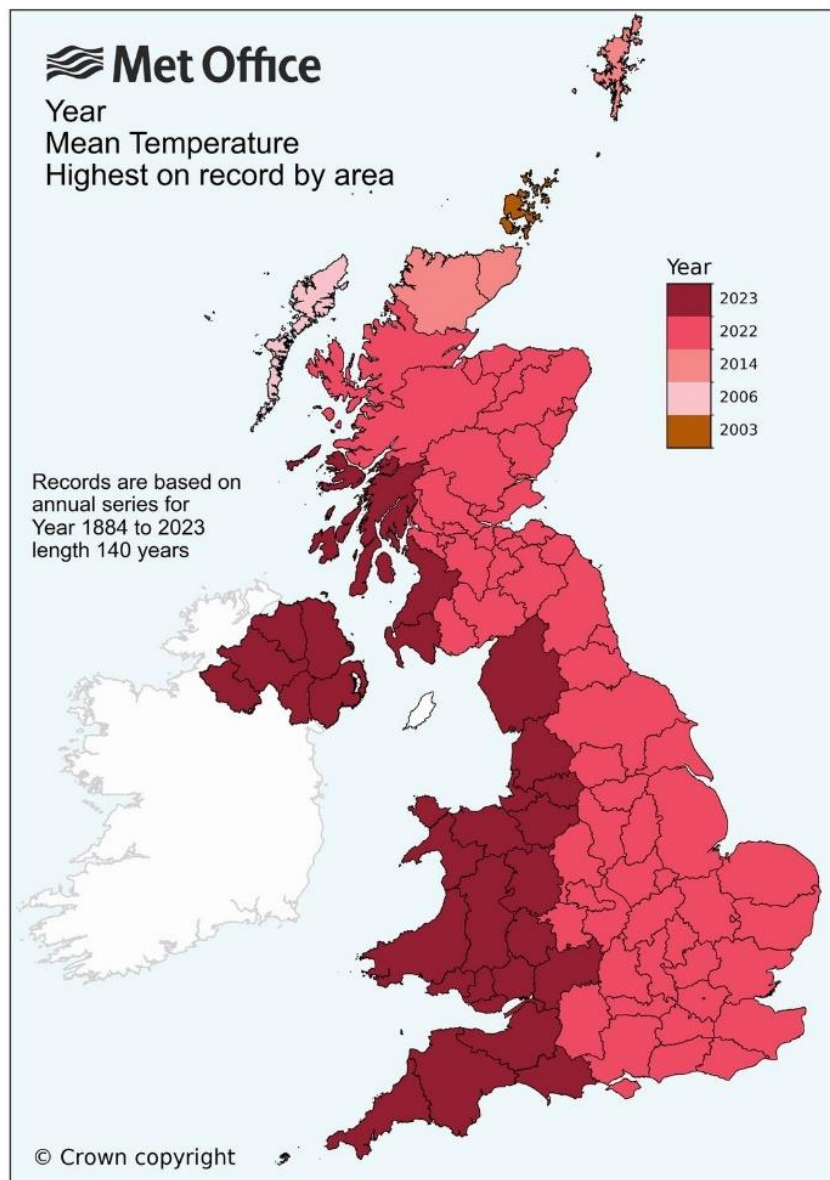 Met Office
Year
Mean Temperature
Highest on record by area
Year
2023
2022
2014
2006
2003
Records are based on
annual series for
Year 1884 to 2023
length 140 years
© Crown copyright